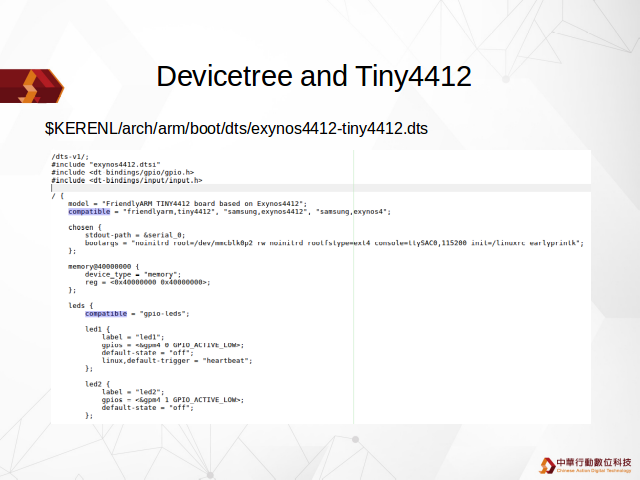 Devicetree and Tiny4412
$KERENL/arch/arm/boot/dts/exynos4412-tiny4412.dts
/dts-v1/;
#include "exynos4412.dtsi"
#include <dt-bindings/gpio/gpio.h>
#include <dt-bindings/input/input.h>
/ {
model = "FriendlyARM TINY4412 board based on Exynos4412";
compatible = "friendlyarm,tiny4412", "samsung,exynos4412", "samsung,exynos4";
chosen {
stdout-path = &serial_0;
bootargs = "noinitrd root=/dev/mmcblk0p2 rw noinitrd rootfstype=ext4 console=ttySAC0,115200 init=/linuxrc earlyprintk";
};
memory@40000000 {
device_type = "memory";
reg = <0x40000000 0x40000000>;
};
leds {
compatible = "gpio-leds";
led1 {
label = "led1";
gpios = <&gpm4 0 GPIO_ACTIVE_LOW>;
default-state = "off";
linux,default-trigger = "heartbeat";
};
led2 {
label = "led2";
gpios = <&gpm4 1 GPIO_ACTIVE_LOW>;
default-state = "off";
};
中華行動數位科技
Chinese Action Digital Technology